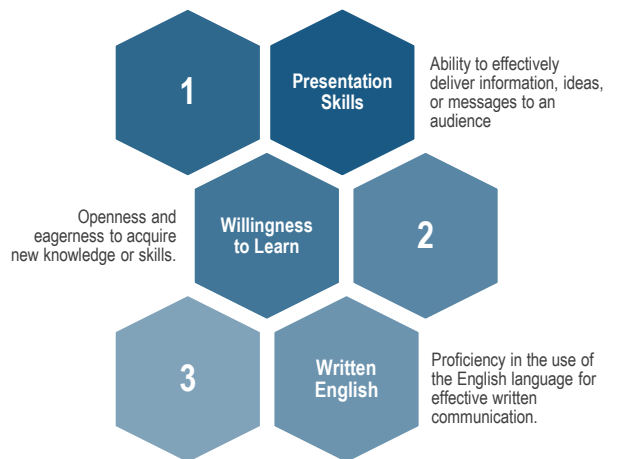 1
Presentation
Skills
Ability to effectively
deliver information, ideas,
or messages to an
audience
Openness and
eagerness to acquire
new knowledge or skills.
Willingness
to Learn
2
3
Written
English
Proficiency in the use of
the English language for
effective written
communication.